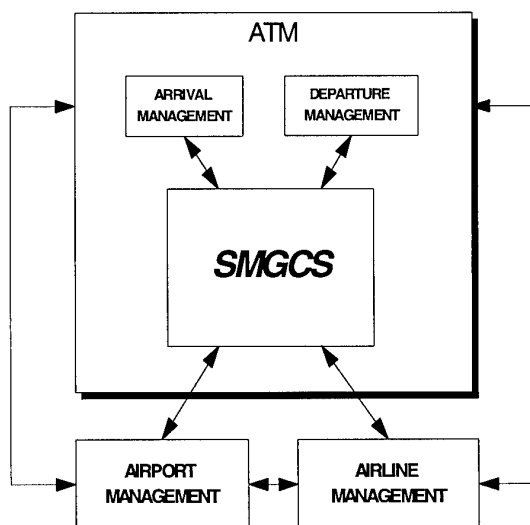 ATM
ARRIVAL
MANAGEMENT
DEPARTURE
MANAGEMENT
SMGCS
AIRPORT
MANAGEMENT
AIRLINE
MANAGEMENT